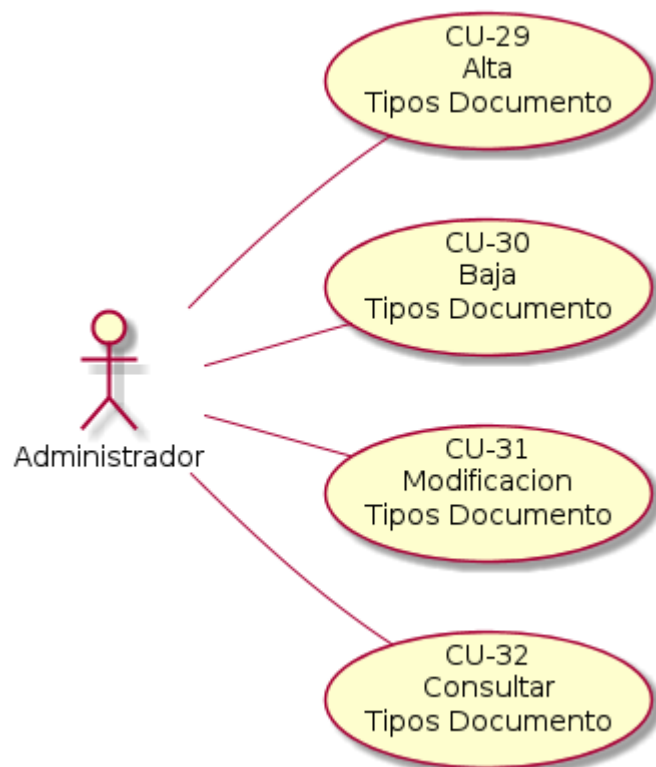 CU-29
Alta
Tipos Documento
CU-30
Baja
Tipos Documento
Administrador
CU-31
Modificacion
Tipos Documento
CU-32
Consultar
Tipos Documento